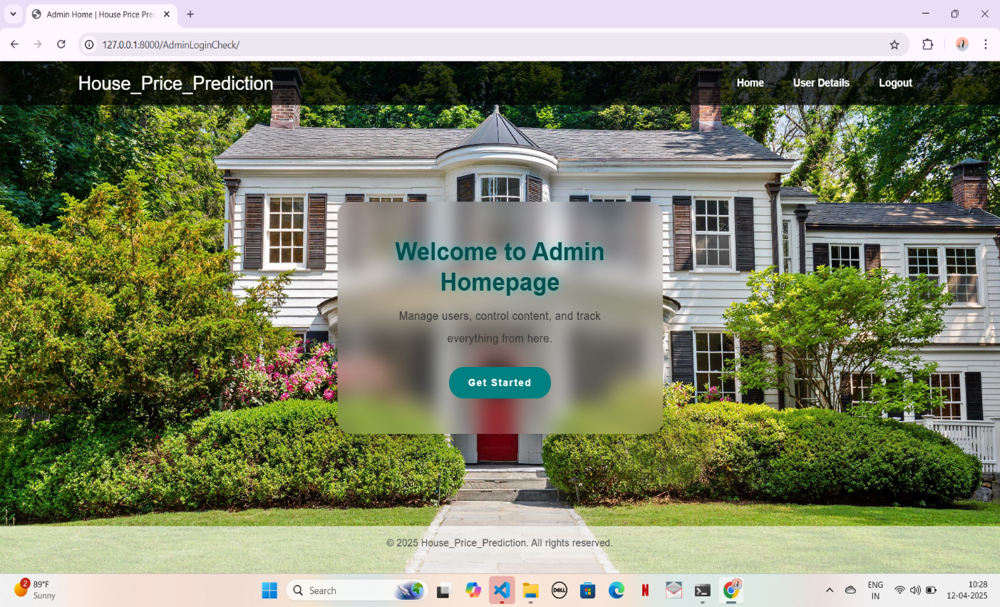 Admin Home | House Price Pre
127.0.0.1:8000/AdminLoginCheck/
House_Price_Prediction
Home
User Details
Logout
Welcome to Admin
Homepage
Manage users, control content, and track
everything from here.
Get Started
© 2025 House_Price_Prediction. All rights reserved.
2
89°F
Sunny
Search
DELL
N
ENG
IN
10:28
12-04-2025